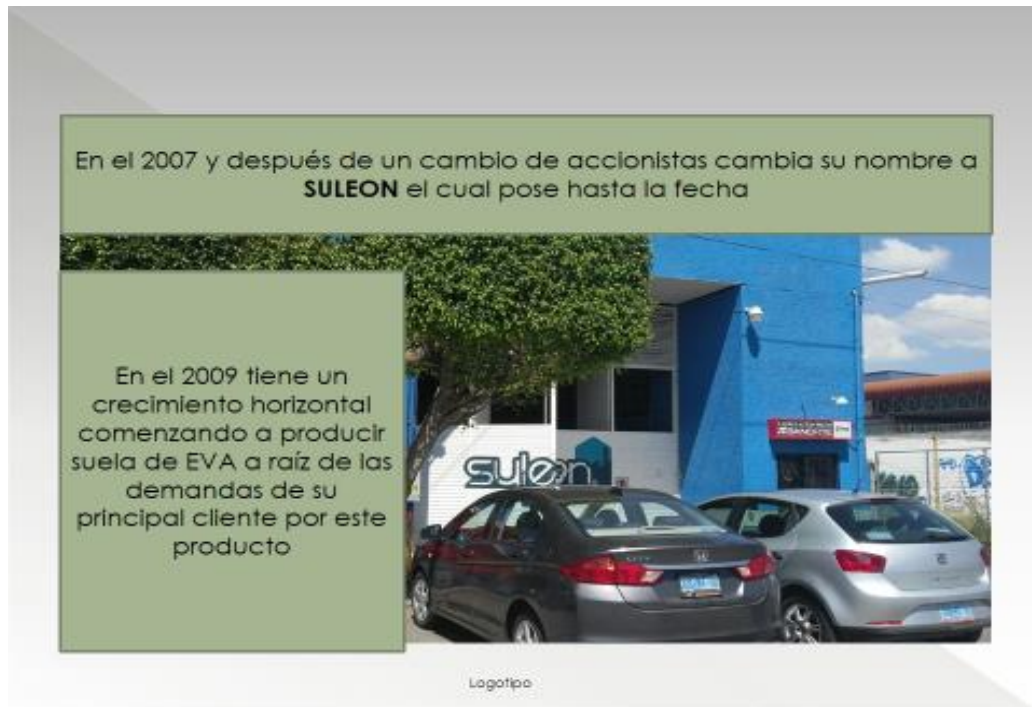 En el 2007 y después de un cambio de accionistas cambia su nombre a
SULEON el cual pose hasta la fecha
En el 2009 tiene un
crecimiento horizontal
comenzando a producir
suela de EVA a raíz de las
demandas de su
principal cliente por este
producto
suleon
Logotipo